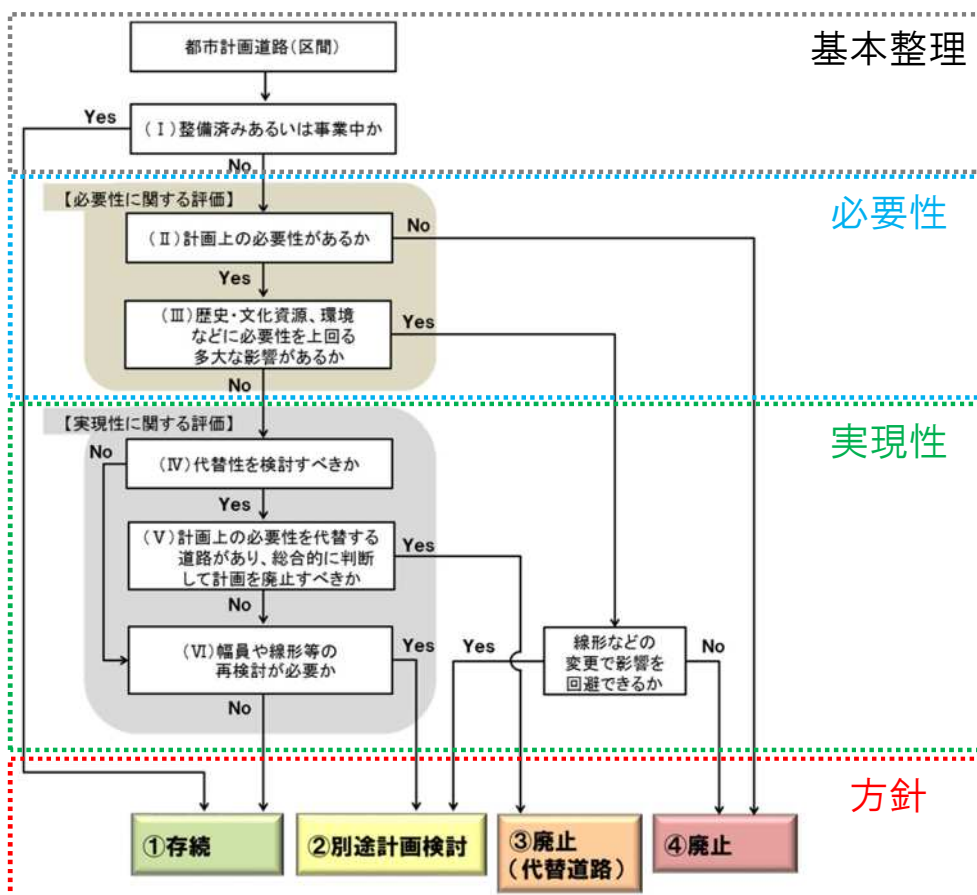 基本整理
都市計画道路(区間)
Yes
(Ⅰ)整備済みあるいは事業中か
No
必要性
【必要性に関する評価】
(Ⅱ)計画上の必要性があるか
No
Yes
(Ⅲ)歴史・文化資源、環境
などに必要性を上回る
多大な影響があるか
Yes
No
実現性
【実現性に関する評価】
No
(Ⅳ)代替性を検討すべきか
Yes
(Ⅴ)計画上の必要性を代替する
道路があり、総合的に判断
して計画を廃止すべきか
Yes
No
(Ⅵ)幅員や線形等の
再検討が必要か
Yes
No
Yes
線形などの
変更で影響を
回避できるか
No
方針
①存続
②別途計画検討
③廃止
(代替道路)
④廃止